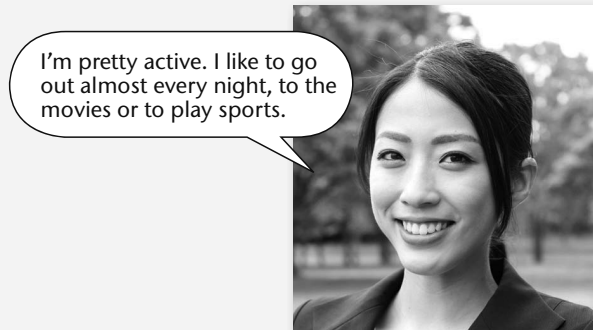 I'm pretty active. I like to go
out almost every night, to the
movies or to play sports.